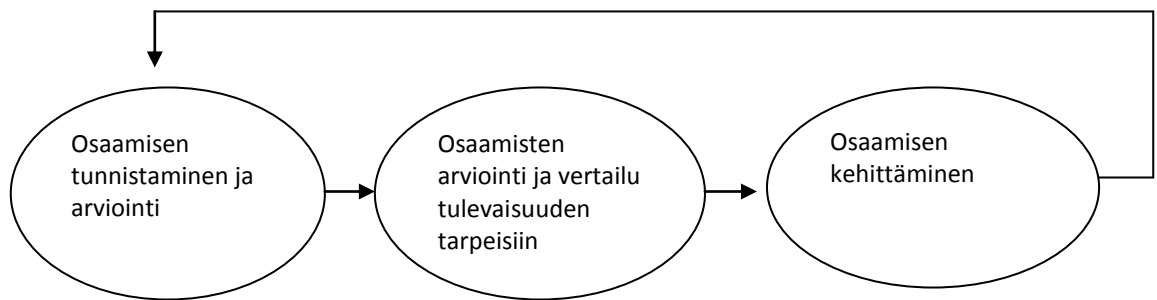 Osaamisen
tunnistaminen ja
arviointi
Osaamisten
arviointi ja vertailu
tulevaisuuden
tarpeisiin
Osaamisen
kehittäminen